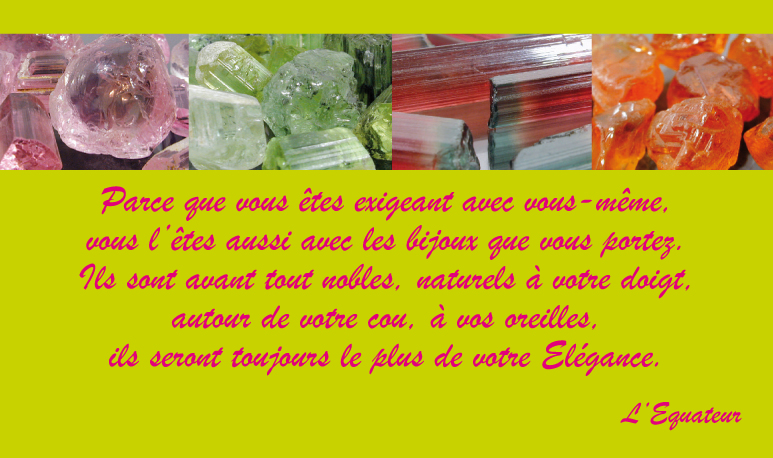 Parce que vous êtes exigeant avec vous-même,
vous l'êtes aussi avec les bijoux que vous portez.
Ils sont avant tout nobles, naturels à votre doigt,
autour de votre cou, à vos oreilles,
ils seront toujours le plus de votre Elégance.
L'Equateur